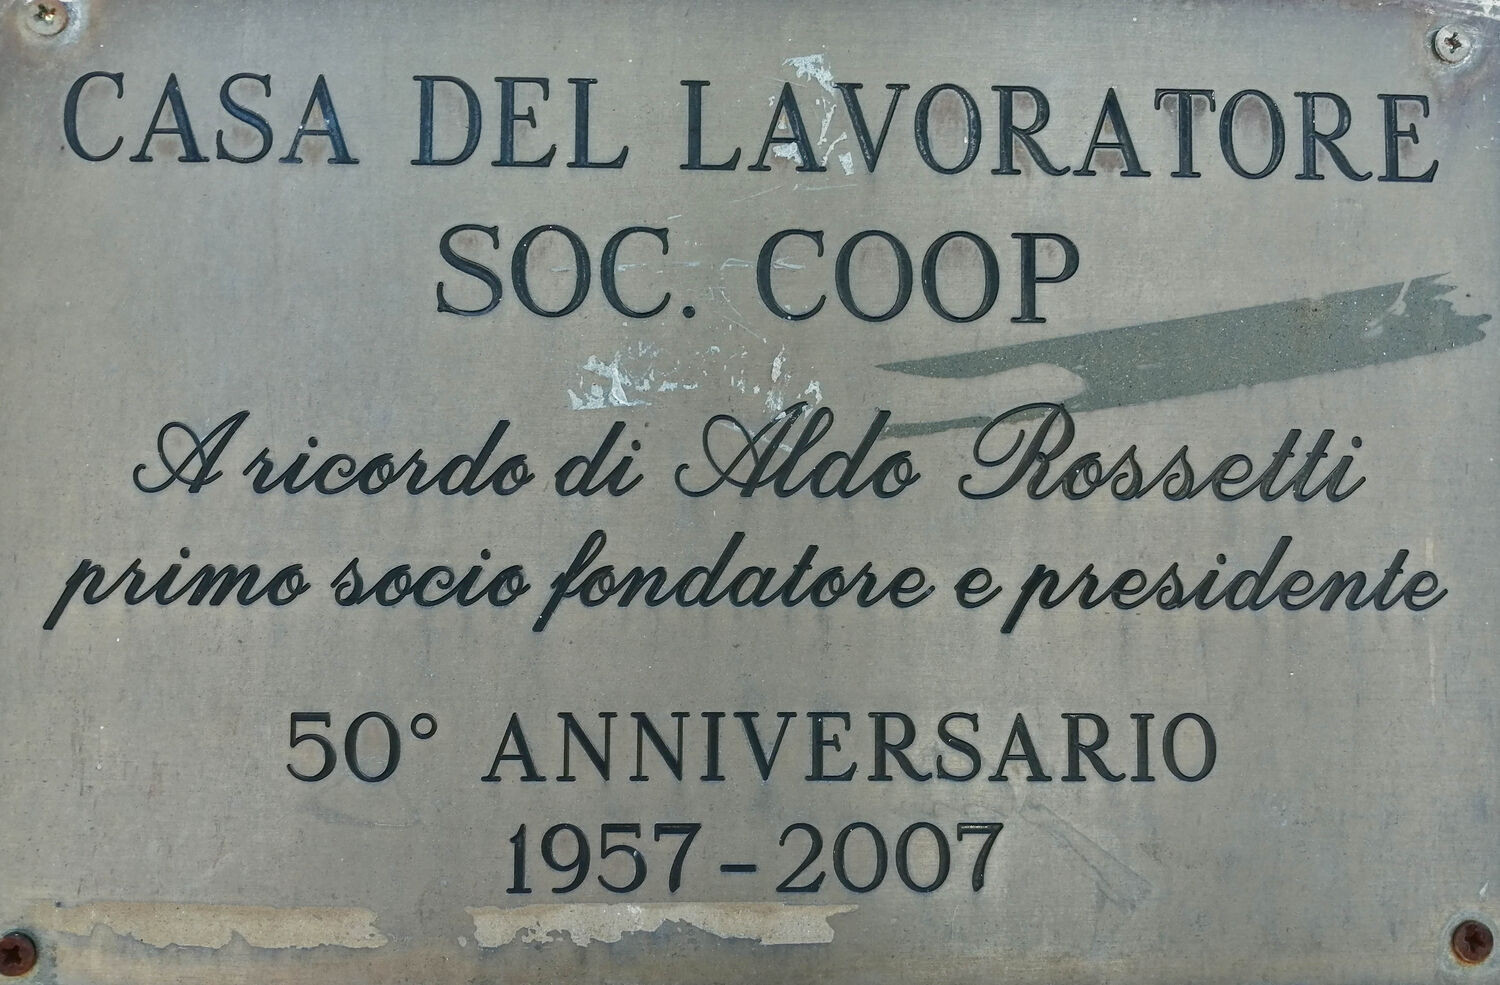 CASA DEL LAVORATORE
SOC. COOP
A ricordo di Aldo Rossetti
primo socio fondatore e presidente
50° ANNIVERSARIO
1957 - 2007